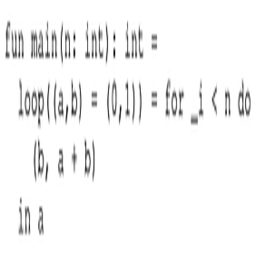 fun main(n: int): int =
  loop((a,b) = (0,1)) = for _i < n do
    (b, a + b)
  in a